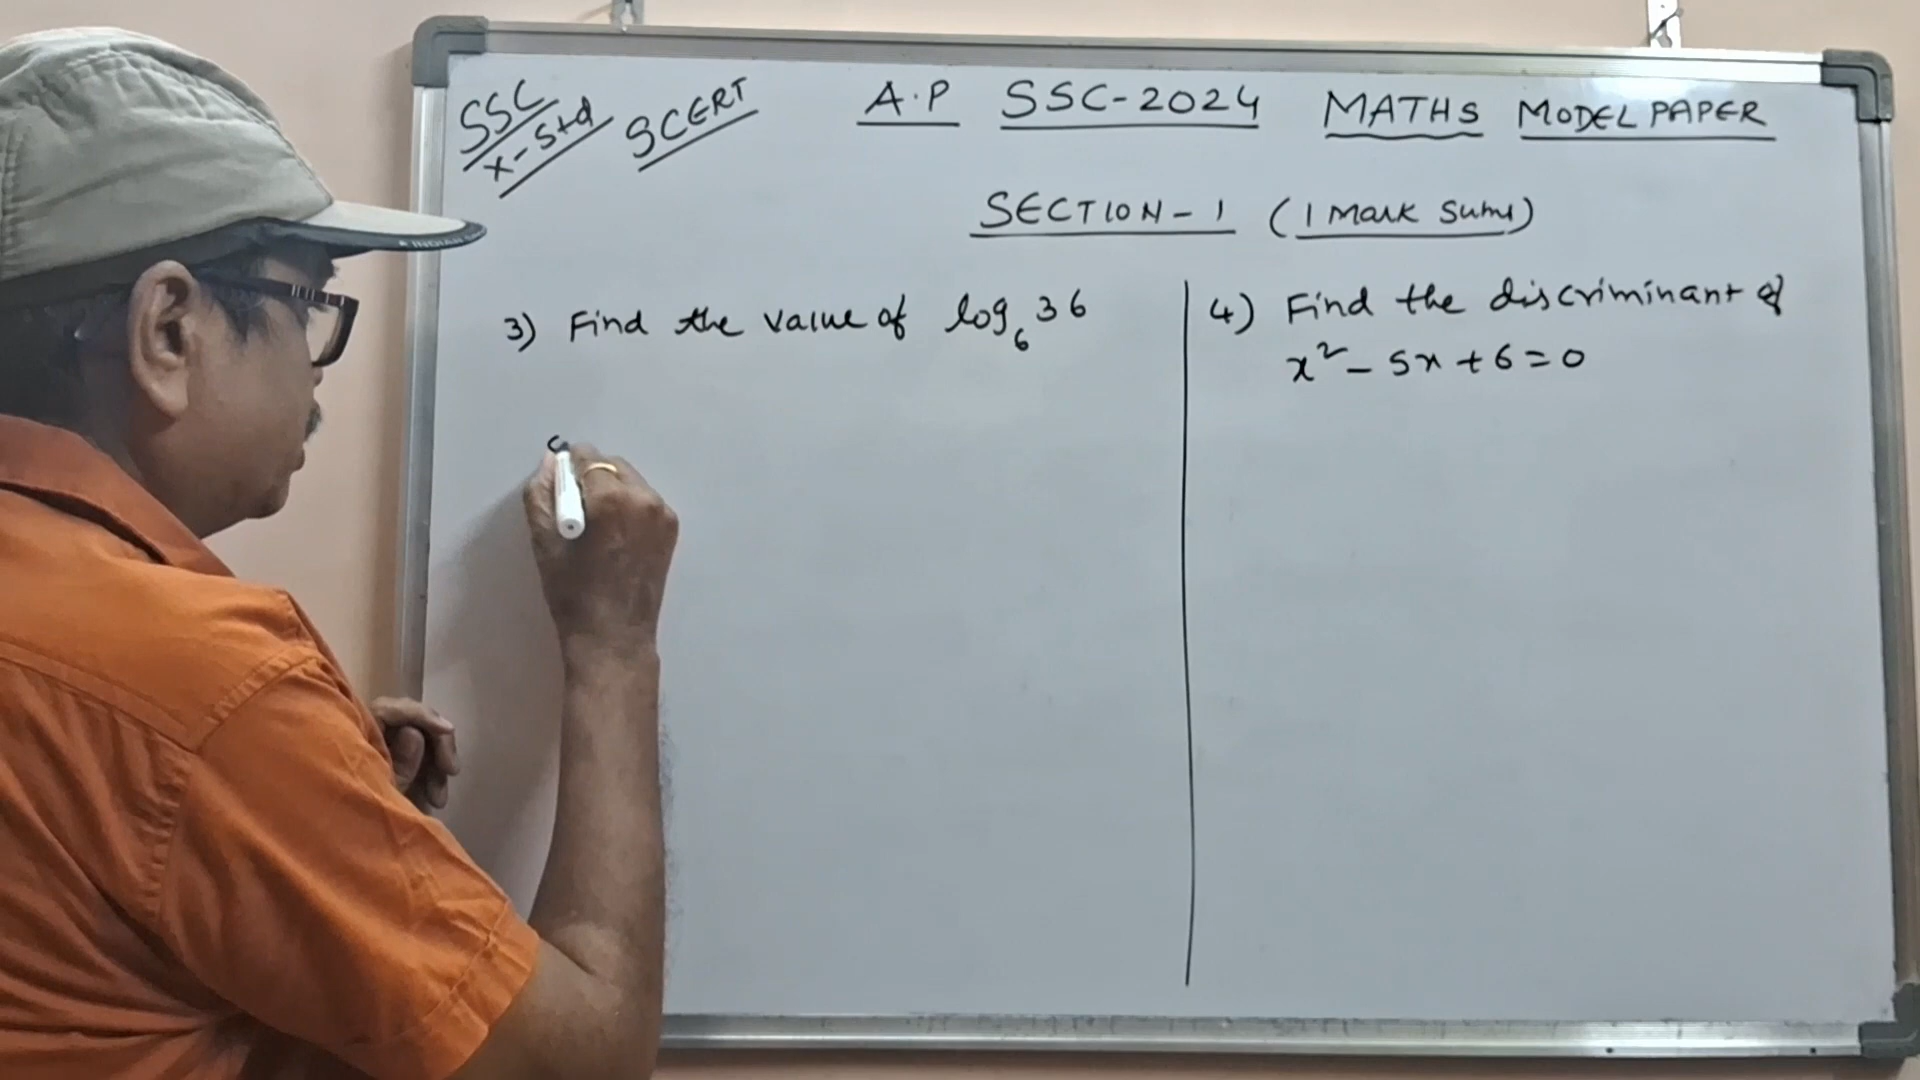 SSC
X-Std
SCERT
A.P SSC-2024 MATHS MODEL PAPER
SECTION-1 (1 Mark Sums)
3) Find the value of log₆36
4) Find the discriminant of
x² - 5x + 6 = 0